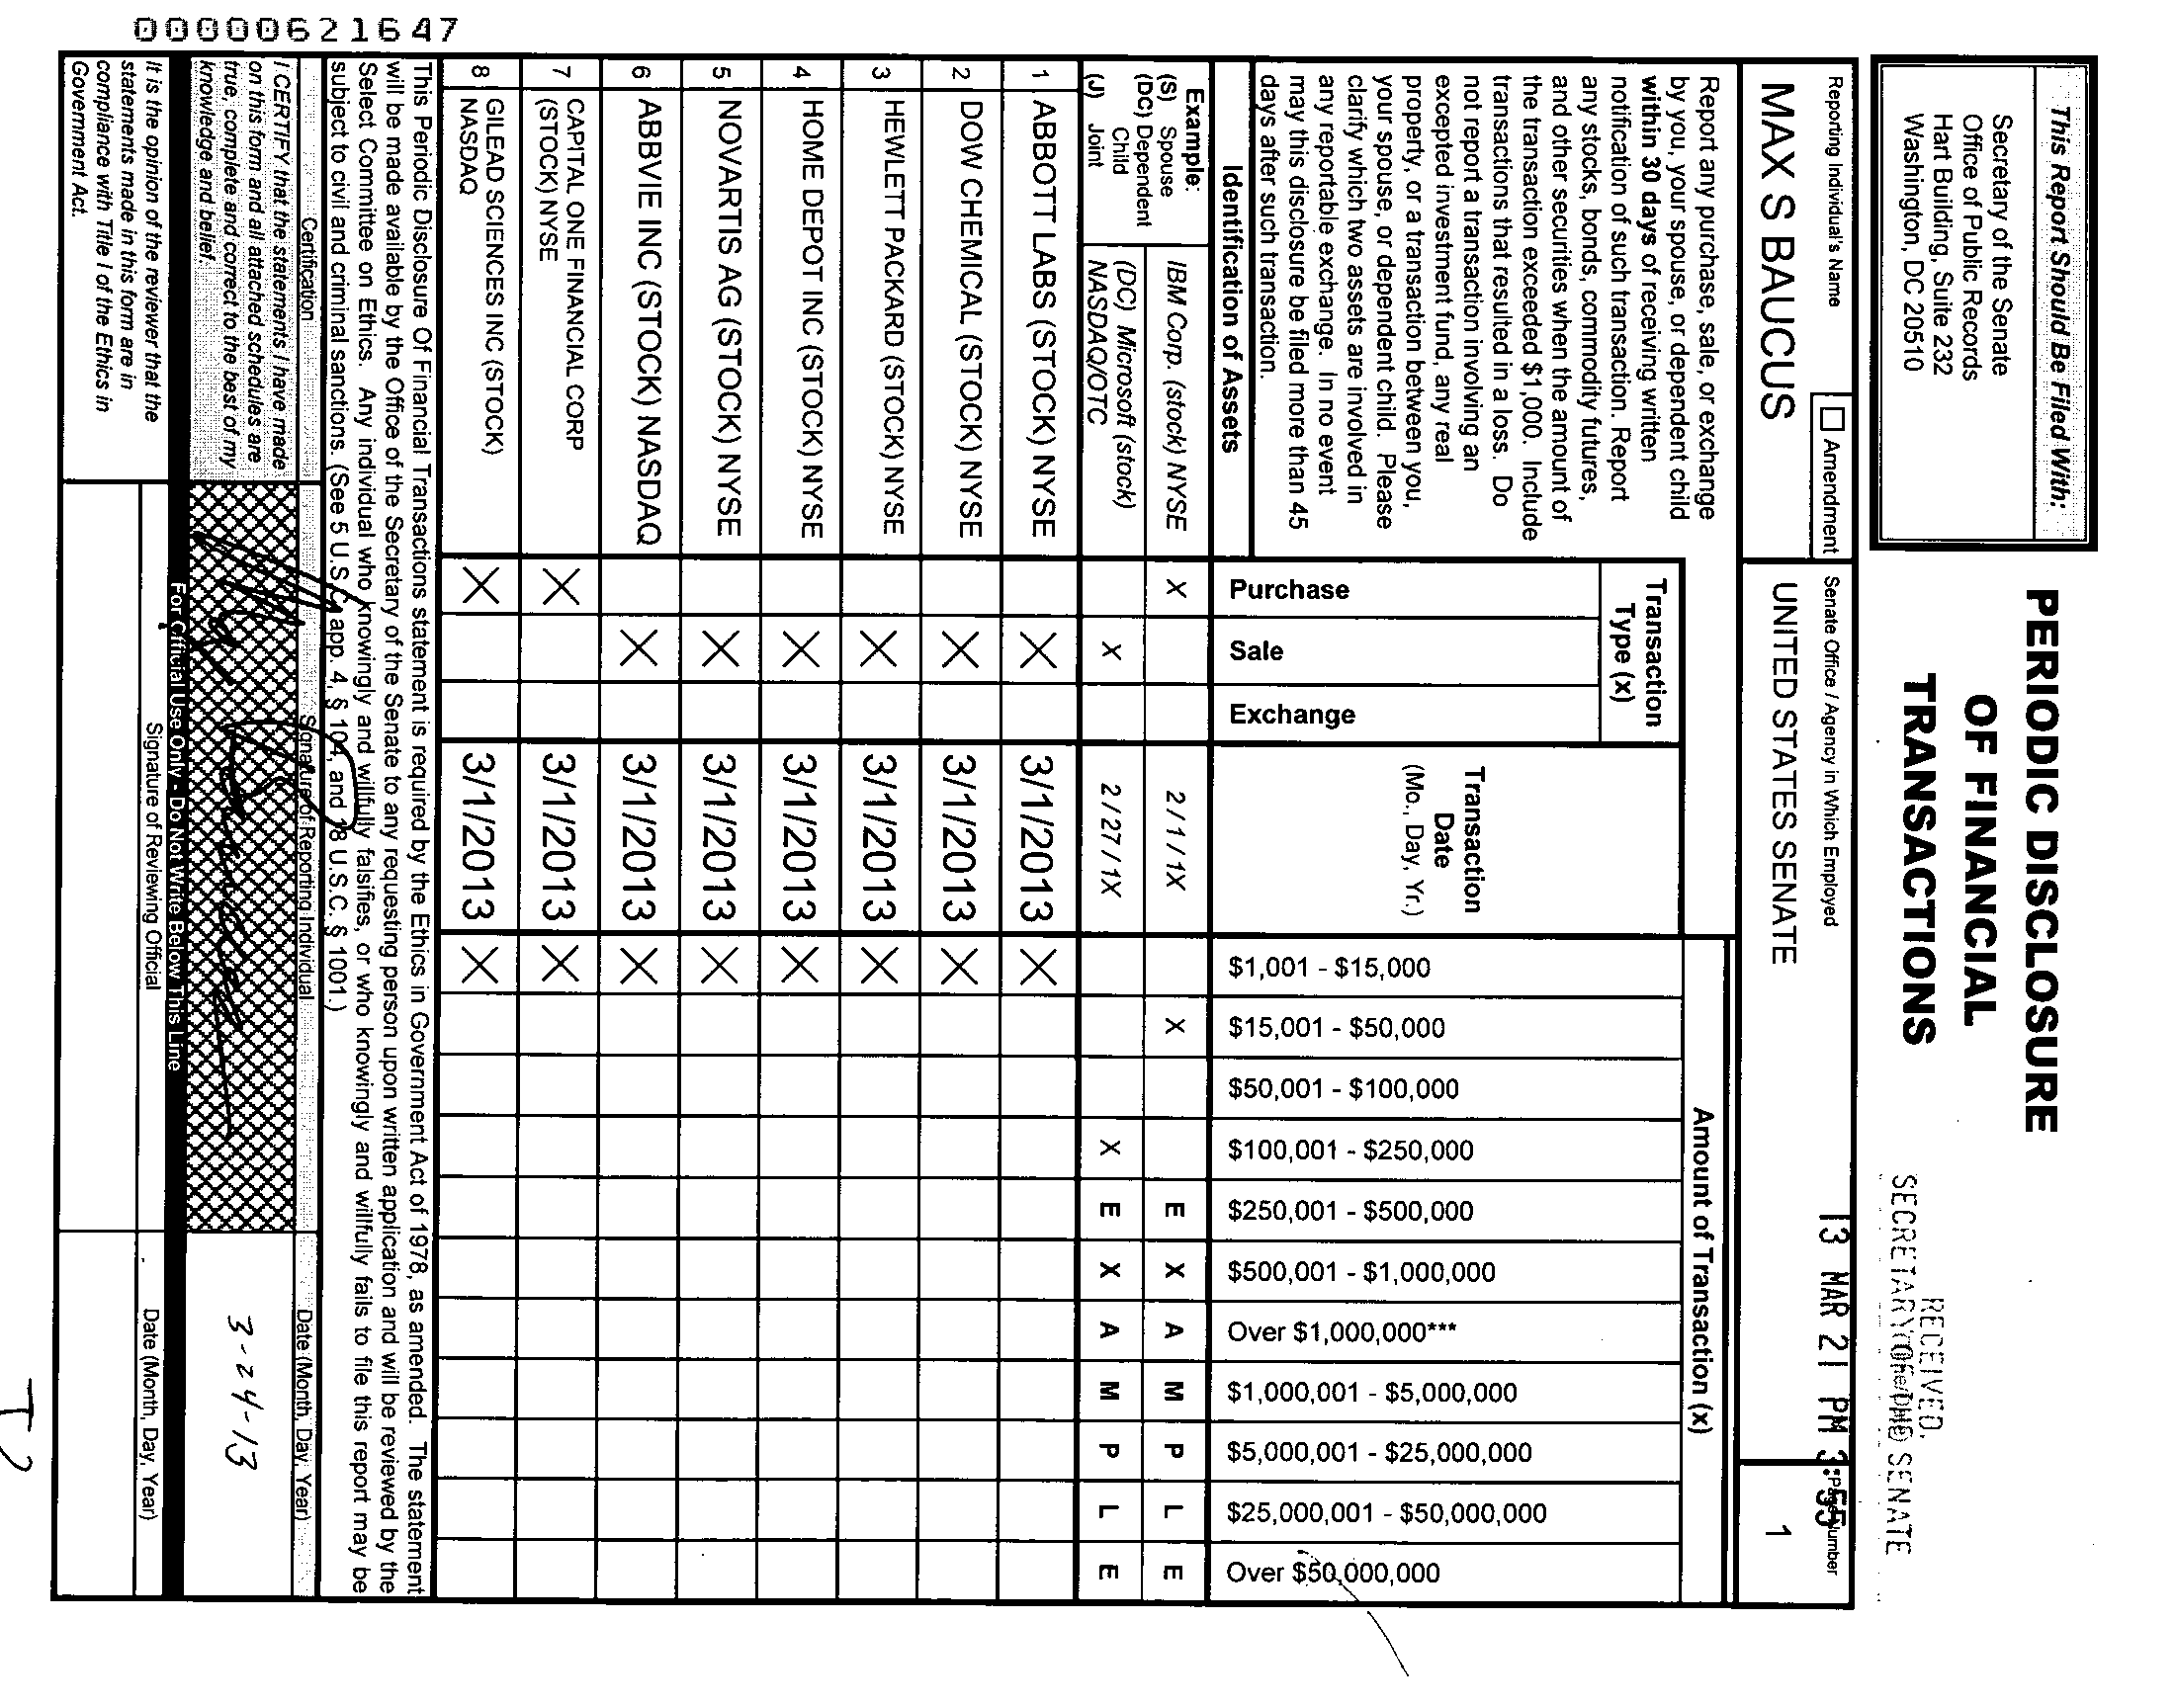 This Report Should Be Filed With:
Secretary of the Senate
Office of Public Records
Hart Building, Suite 232
Washington, DC 20510
PERIODIC DISCLOSURE
OF FINANCIAL
TRANSACTIONS
RECEIVED
SECRETARY OF THE SENATE
13 MAR 21 PM 3:55
Reporting Individual's Name
Amendment
Senate Office / Agency in Which Employed
Page Number
MAX S BAUCUS
UNITED STATES SENATE
1
Report any purchase, sale, or exchange
by you, your spouse, or dependent child
within 30 days of receiving written
notification of such transaction. Report
any stocks, bonds, commodity futures,
and other securities when the amount of
the transaction exceeded $1,000. Include
transactions that resulted in a loss. Do
not report a transaction involving an
excepted investment fund, any real
property, or a transaction between you,
your spouse, or dependent child. Please
clarify which two assets are involved in
any reportable exchange. In no event
may this disclosure be filed more than 45
days after such transaction.
Identification of Assets
Transaction
Type (x)
Purchase
Sale
Exchange
Transaction
Date
(Mo., Day, Yr.)
Amount of Transaction (x)
$1,001 - $15,000
$15,001 - $50,000
$50,001 - $100,000
$100,001 - $250,000
$250,001 - $500,000
$500,001 - $1,000,000
Over $1,000,000***
$1,000,001 - $5,000,000
$5,000,001 - $25,000,000
$25,000,001 - $50,000,000
Over $50,000,000
Example:
(S) Spouse
(DC) Dependent
Child
(J) Joint
IBM Corp. (stock) NYSE X 2 / 1 / 1X X E X A M P L E
(DC) Microsoft (stock)
NASDAQ/OTC X 2 / 27 / 1X X E X A M P L E
1 ABBOTT LABS (STOCK) NYSE X 3/1/2013 X
2 DOW CHEMICAL (STOCK) NYSE X 3/1/2013 X
3 HEWLETT PACKARD (STOCK) NYSE X 3/1/2013 X
4 HOME DEPOT INC (STOCK) NYSE X 3/1/2013 X
5 NOVARTIS AG (STOCK) NYSE X 3/1/2013 X
6 ABBVIE INC (STOCK) NASDAQ X 3/1/2013 X
7 CAPITAL ONE FINANCIAL CORP
(STOCK) NYSE X 3/1/2013 X
8 GILEAD SCIENCES INC (STOCK)
NASDAQ X 3/1/2013 X
This Periodic Disclosure Of Financial Transactions statement is required by the Ethics in Government Act of 1978, as amended. The statement
will be made available by the Office of the Secretary of the Senate to any requesting person upon written application and will be reviewed by the
Select Committee on Ethics. Any individual who knowingly and willfully falsifies, or who knowingly and willfully fails to file this report may be
subject to civil and criminal sanctions. (See 5 U.S.C. app. 4, § 104, and 18 U.S.C. § 1001.)
Certification
Signature of Reporting Individual
Date (Month, Day, Year)
I CERTIFY that the statements I have made
on this form and all attached schedules are
true, complete and correct to the best of my
knowledge and belief.
3-24-13
For Official Use Only - Do Not Write Below This Line
It is the opinion of the reviewer that the
statements made in this form are in
compliance with Title I of the Ethics in
Government Act.
Signature of Reviewing Official
Date (Month, Day, Year)
00000621647